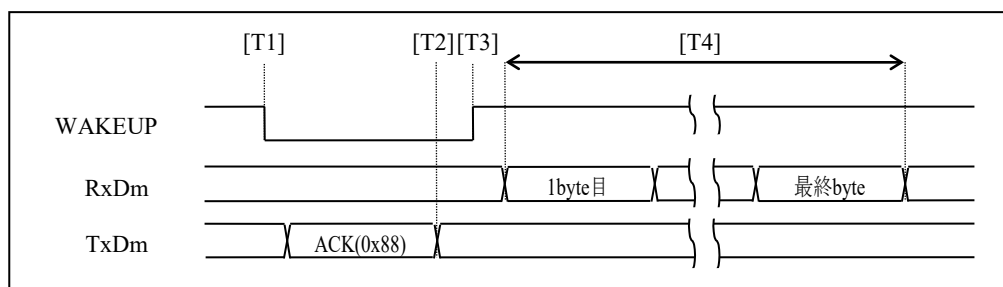 [T1] [T2][T3] [T4]
WAKEUP
RxDm 1byte目 最終byte
TxDm ACK(0x88)